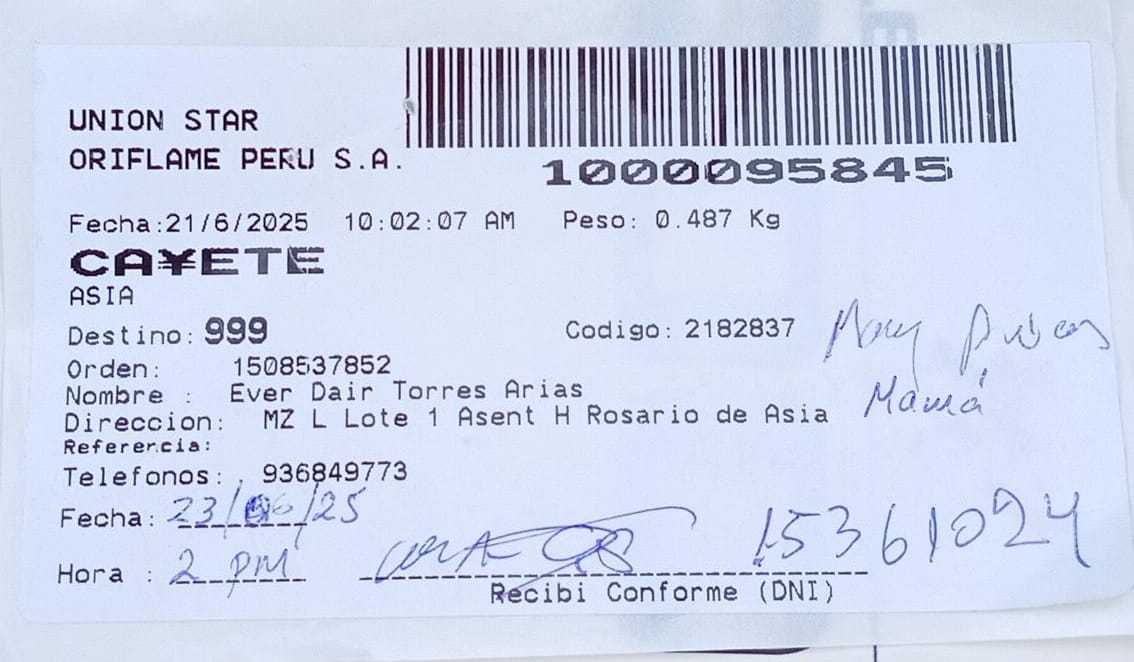 UNION STAR
ORIFLAME PERU S.A.
1000095845
Fecha:21/6/2025 10:02:07 AM Peso: 0.487 Kg
CA¥ETE
ASIA
Destino: 999 Codigo: 2182837
Orden: 1508537852
Nombre : Ever Dair Torres Arias
Direccion: MZ L Lote 1 Asent H Rosario de Asia
Mamá
Referencia:
Telefonos: 936849773
Fecha: 23/06/25
Hora : 2 pm 15361024
Recibi Conforme (DNI)